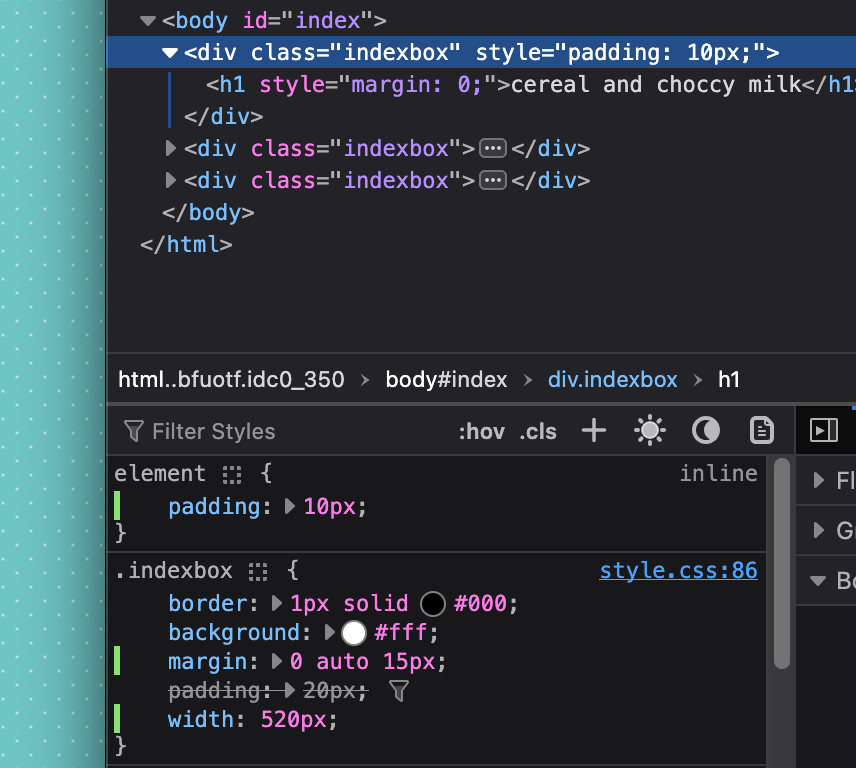 <body id="index">
<div class="indexbox" style="padding: 10px;">
<h1 style="margin: 0;">cereal and choccy milk</h1>
</div>
<div class="indexbox">…</div>
<div class="indexbox">…</div>
</body>
</html>
html..bfuotf.idc0_350 > body#index > div.indexbox > h1
Filter Styles :hov .cls +
element { inline
padding: 10px;
}
.indexbox { style.css:86
border: 1px solid #000;
background: #fff;
margin: 0 auto 15px;
padding: 20px;
width: 520px;
}
Fl
G
Bo